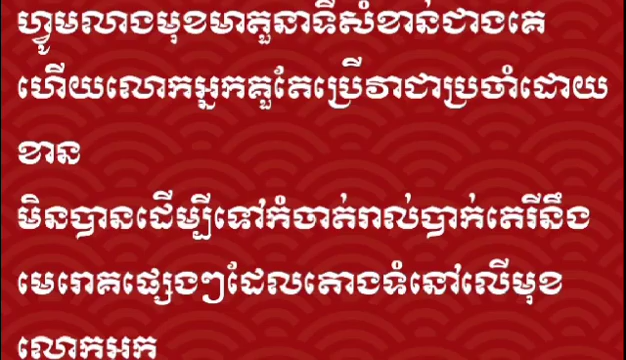 ហ្វូមលាងមុខមាតួនាទីសំខាន់ជាងគេ
ហើយលោកអ្នកគួតែប្រើវាជាប្រចាំដោយ
ខាន
មិនបានដើម្បីទៅកំចាត់រាល់បាក់តេរីនឹង
មេរោគផ្សេងៗដែលតោងទំនៅលើមុខ
លោកអក